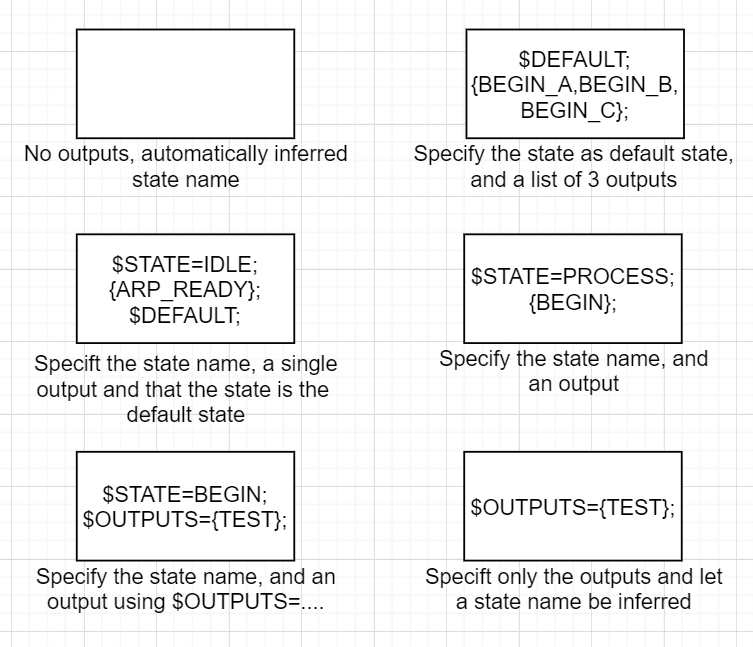 $DEFAULT;
{BEGIN_A,BEGIN_B,
BEGIN_C};
No outputs, automatically inferred
state name
Specify the state as default state,
and a list of 3 outputs
$STATE=IDLE;
{ARP_READY};
$DEFAULT;
Specift the state name, a single
output and that the state is the
default state
$STATE=PROCESS;
{BEGIN};
Specify the state name, and
an output
$STATE=BEGIN;
$OUTPUTS={TEST};
Specify the state name, and an
output using $OUTPUTS=....
$OUTPUTS={TEST};
Specift only the outputs and let
a state name be inferred